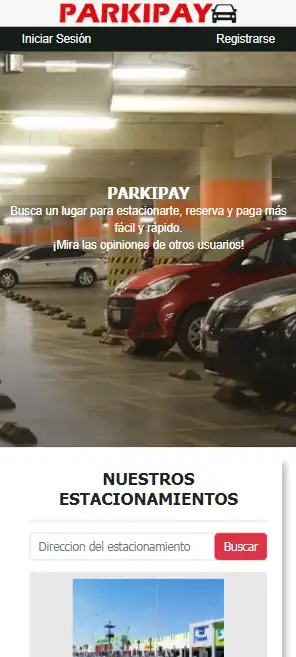 PARKIPAY
Iniciar Sesión Registrarse
PARKIPAY
Busca un lugar para estacionarte, reserva y paga más
fácil y rápido.
¡Mira las opiniones de otros usuarios!
NUESTROS
ESTACIONAMIENTOS
Direccion del estacionamiento Buscar